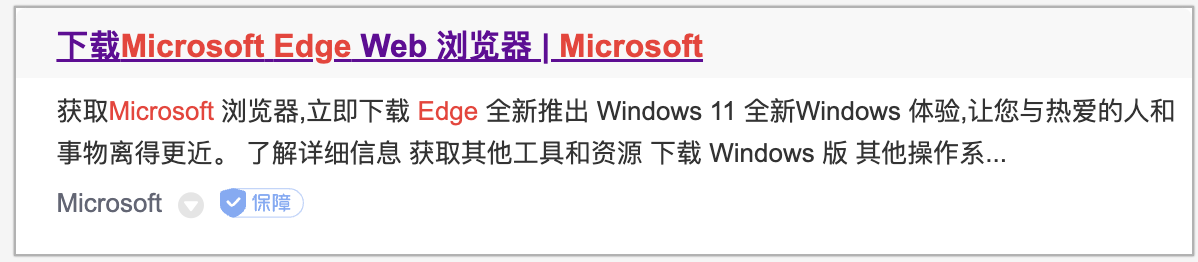 下载Microsoft Edge Web 浏览器 | Microsoft
获取Microsoft 浏览器,立即下载 Edge 全新推出 Windows 11 全新Windows 体验,让您与热爱的人和
事物离得更近。 了解详细信息 获取其他工具和资源 下载 Windows 版 其他操作系...
Microsoft 保障